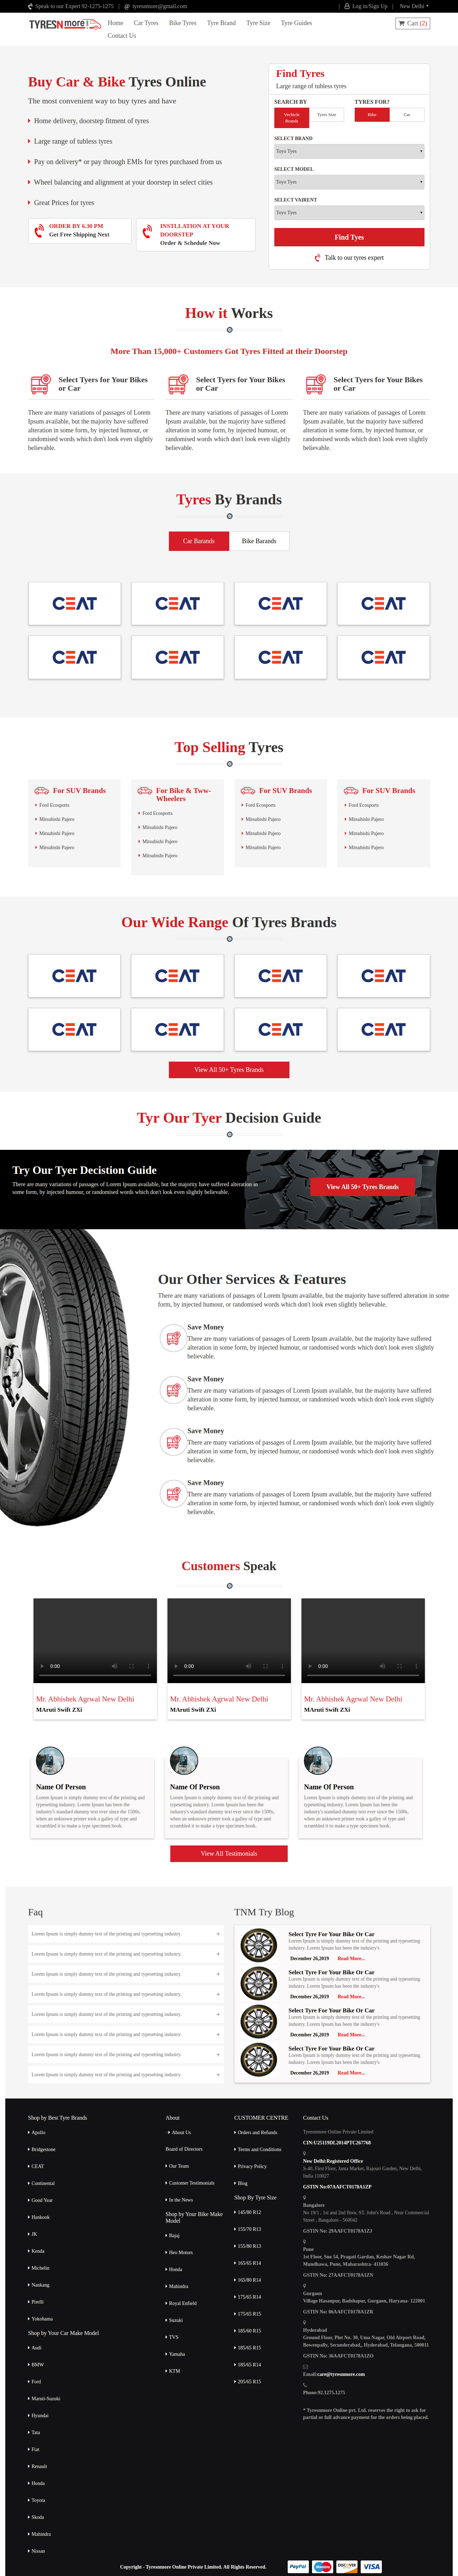 Speak to our Expert 92-1275-1275 | @ tyresnmore@gmail.com | Log in/Sign Up | New Delhi
TYRESNmore
Home Car Tyres Bike Tyres Tyre Brand Tyre Size Tyre Guides
Contact Us
Cart (2)
Buy Car & Bike Tyres Online
The most convenient way to buy tyres and have
Home delivery, doorstep fitment of tyres
Large range of tubless tyres
Pay on delivery* or pay through EMIs for tyres purchased from us
Wheel balancing and alignment at your doorstep in select cities
Great Prices for tyres
ORDER BY 6.30 PM
Get Free Shipping Next
INSTLLATION AT YOUR DOORSTEP
Order & Schedule Now
Find Tyres
Large range of tubless tyres
SEARCH BY
Vechicle Brands
Tyres Size
TYRES FOR?
Bike
Car
SELECT BRAND
Toyo Tyes
SELECT MODEL
Toyo Tyes
SELECT VAIRENT
Toyo Tyes
Find Tyes
Talk to our tyres expert
How it Works
More Than 15,000+ Customers Got Tyres Fitted at their Doorstep
Select Tyers for Your Bikes or Car
There are many variations of passages of Lorem Ipsum available, but the majority have suffered alteration in some form, by injected humour, or randomised words which don't look even slightly believable.
Select Tyers for Your Bikes or Car
There are many variations of passages of Lorem Ipsum available, but the majority have suffered alteration in some form, by injected humour, or randomised words which don't look even slightly believable.
Select Tyers for Your Bikes or Car
There are many variations of passages of Lorem Ipsum available, but the majority have suffered alteration in some form, by injected humour, or randomised words which don't look even slightly believable.
Tyres By Brands
Car Barands
Bike Barands
CEAT CEAT CEAT CEAT
CEAT CEAT CEAT CEAT
Top Selling Tyres
For SUV Brands
Ford Ecosports
Mitsubishi Pajero
Mitsubishi Pajero
Mitsubishi Pajero
For Bike & Tww-Wheelers
Ford Ecosports
Mitsubishi Pajero
Mitsubishi Pajero
Mitsubishi Pajero
For SUV Brands
Ford Ecosports
Mitsubishi Pajero
Mitsubishi Pajero
Mitsubishi Pajero
For SUV Brands
Ford Ecosports
Mitsubishi Pajero
Mitsubishi Pajero
Mitsubishi Pajero
Our Wide Range Of Tyres Brands
CEAT CEAT CEAT CEAT
CEAT CEAT CEAT CEAT
View All 50+ Tyres Brands
Tyr Our Tyer Decision Guide
Try Our Tyer Decistion Guide
There are many variations of passages of Lorem Ipsum available, but the majority have suffered alteration in some form, by injected humour, or randomised words which don't look even slightly believable.
View All 50+ Tyres Brands
Our Other Services & Features
There are many variations of passages of Lorem Ipsum available, but the majority have suffered alteration in some form, by injected humour, or randomised words which don't look even slightly believable.
Save Money
There are many variations of passages of Lorem Ipsum available, but the majority have suffered alteration in some form, by injected humour, or randomised words which don't look even slightly believable.
Save Money
There are many variations of passages of Lorem Ipsum available, but the majority have suffered alteration in some form, by injected humour, or randomised words which don't look even slightly believable.
Save Money
There are many variations of passages of Lorem Ipsum available, but the majority have suffered alteration in some form, by injected humour, or randomised words which don't look even slightly believable.
Save Money
There are many variations of passages of Lorem Ipsum available, but the majority have suffered alteration in some form, by injected humour, or randomised words which don't look even slightly believable.
Customers Speak
0:00 0:00 0:00
Mr. Abhishek Agrwal New Delhi
MAruti Swift ZXi
Mr. Abhishek Agrwal New Delhi
MAruti Swift ZXi
Mr. Abhishek Agrwal New Delhi
MAruti Swift ZXi
Name Of Person
Lorem Ipsum is simply dummy text of the printing and typesetting industry. Lorem Ipsum has been the industry's standard dummy text ever since the 1500s, when an unknown printer took a galley of type and scrambled it to make a type specimen book.
Name Of Person
Lorem Ipsum is simply dummy text of the printing and typesetting industry. Lorem Ipsum has been the industry's standard dummy text ever since the 1500s, when an unknown printer took a galley of type and scrambled it to make a type specimen book.
Name Of Person
Lorem Ipsum is simply dummy text of the printing and typesetting industry. Lorem Ipsum has been the industry's standard dummy text ever since the 1500s, when an unknown printer took a galley of type and scrambled it to make a type specimen book.
View All Testimonials
Faq
Lorem Ipsum is simply dummy text of the printing and typesetting industry. +
Lorem Ipsum is simply dummy text of the printing and typesetting industry. +
Lorem Ipsum is simply dummy text of the printing and typesetting industry. +
Lorem Ipsum is simply dummy text of the printing and typesetting industry. +
Lorem Ipsum is simply dummy text of the printing and typesetting industry. +
Lorem Ipsum is simply dummy text of the printing and typesetting industry. +
Lorem Ipsum is simply dummy text of the printing and typesetting industry. +
Lorem Ipsum is simply dummy text of the printing and typesetting industry. +
TNM Try Blog
Select Tyre For Your Bike Or Car
Lorem Ipsum is simply dummy text of the printing and typesetting industry. Lorem Ipsum has been the industry's
December 26,2019 Read More...
Select Tyre For Your Bike Or Car
Lorem Ipsum is simply dummy text of the printing and typesetting industry. Lorem Ipsum has been the industry's
December 26,2019 Read More...
Select Tyre For Your Bike Or Car
Lorem Ipsum is simply dummy text of the printing and typesetting industry. Lorem Ipsum has been the industry's
December 26,2019 Read More...
Select Tyre For Your Bike Or Car
Lorem Ipsum is simply dummy text of the printing and typesetting industry. Lorem Ipsum has been the industry's
December 26,2019 Read More...
Shop by Best Tyre Brands
Apollo
Bridgestone
CEAT
Continental
Good Year
Hankook
JK
Kenda
Michelin
Nankang
Pirelli
Yokohama
Shop by Your Car Make Model
Audi
BMW
Ford
Maruti-Suzuki
Hyundai
Tata
Fiat
Renault
Honda
Toyota
Skoda
Mahindra
Nissan
About
About Us
Board of Directors
Our Team
Customer Testimonials
In the News
Shop by Your Bike Make Model
Bajaj
Heo Motors
Honda
Mahindra
Royal Enfield
Suzuki
TVS
Yamaha
KTM
CUSTOMER CENTRE
Orders and Refunds
Terms and Conditions
Privacy Policy
Blog
Shop By Tyre Size
145/80 R12
155/70 R13
155/80 R13
165/65 R14
165/80 R14
175/65 R14
175/65 R15
185/60 R15
185/65 R15
185/65 R14
205/65 R15
Contact Us
Tyresnmore Online Private Limited
CIN:U25119DL2014PTC267768
New Delhi:Registered Office
S-40, First Floor, Janta Market, Rajouri Garden, New Delhi, India 110027
GSTIN No:07AAFCT0178A1ZP
Bangalore
No 19/3 , 1st and 2nd floor, ST. John's Road , Near Commercial Street , Bangalore - 560042
GSTIN No: 29AAFCT0178A1ZJ
Pune
1st Floor, Sno 54, Pragati Gardan, Keshav Nagar Rd, Mundhawa, Pune, Maharashtra- 411036
GSTIN No: 27AAFCT0178A1ZN
Gurgaon
Village Hasanpur, Badshapur, Gurgaon, Haryana- 122001
GSTIN No: 06AAFCT0178A1ZR
Hyderabad
Ground Floor, Plot No. 30, Uma Nagar, Old Airport Road, Bowenpally, Secunderabad,, Hyderabad, Telangana, 500011
GSTIN No: 36AAFCT0178A1ZO
Email:care@tyresnmore.com
Phone:92.1275.1275
* Tyresnmore Online pvt. Ltd. reserves the right to ask for partial or full advance payment for the orders being placed.
Copyright - Tyresnmore Online Private Limited, All Rights Reserved.
PayPal
Maestro
DISCOVER
VISA